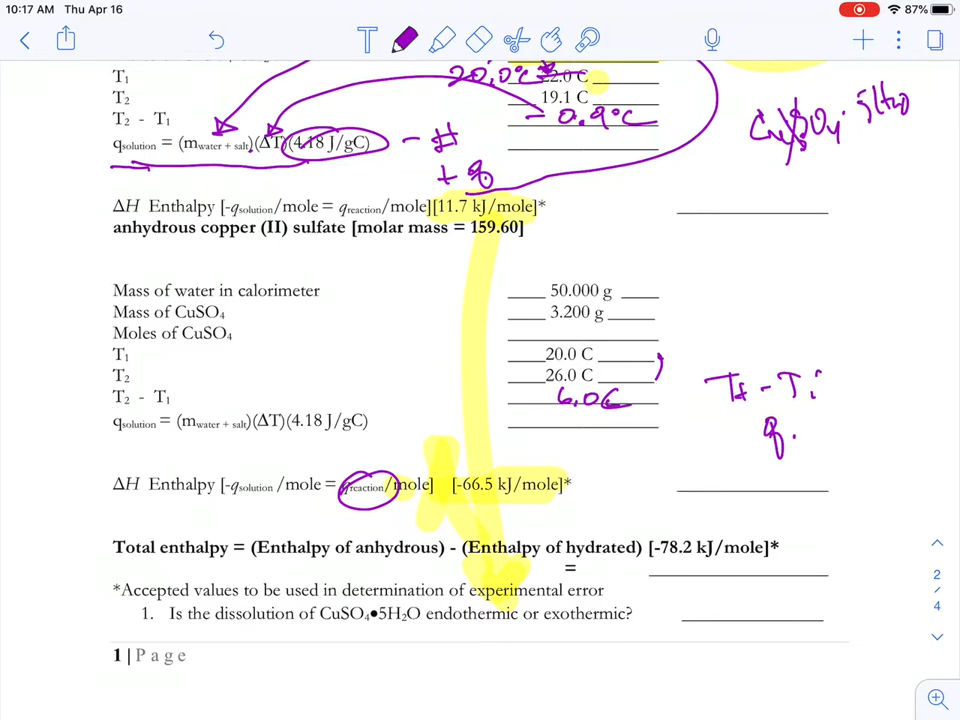 10:17 AM Thu Apr 16 87%
T
T₁ 20.0°C 22.0 C
T₂ 19.1 C
T₂ - T₁ - 0.9°C
CuSO₄ · 5H₂O
qsolution = (mwater + salt)(ΔT)(4.18 J/gC) - H
+ q
ΔH Enthalpy [-qsolution/mole = qreaction/mole][11.7 kJ/mole]*
anhydrous copper (II) sulfate [molar mass = 159.60]
Mass of water in calorimeter 50.000 g
Mass of CuSO₄ 3.200 g
Moles of CuSO₄
T₁ 20.0 C
T₂ 26.0 C
Tf - Ti
T₂ - T₁ 6.0C
qsolution = (mwater + salt)(ΔT)(4.18 J/gC)
q.
ΔH Enthalpy [-qsolution /mole = qreaction/mole] [-66.5 kJ/mole]*
Total enthalpy = (Enthalpy of anhydrous) - (Enthalpy of hydrated) [-78.2 kJ/mole]*
=
*Accepted values to be used in determination of experimental error
1. Is the dissolution of CuSO₄•5H₂O endothermic or exothermic?
1 | P a g e
2
/
4